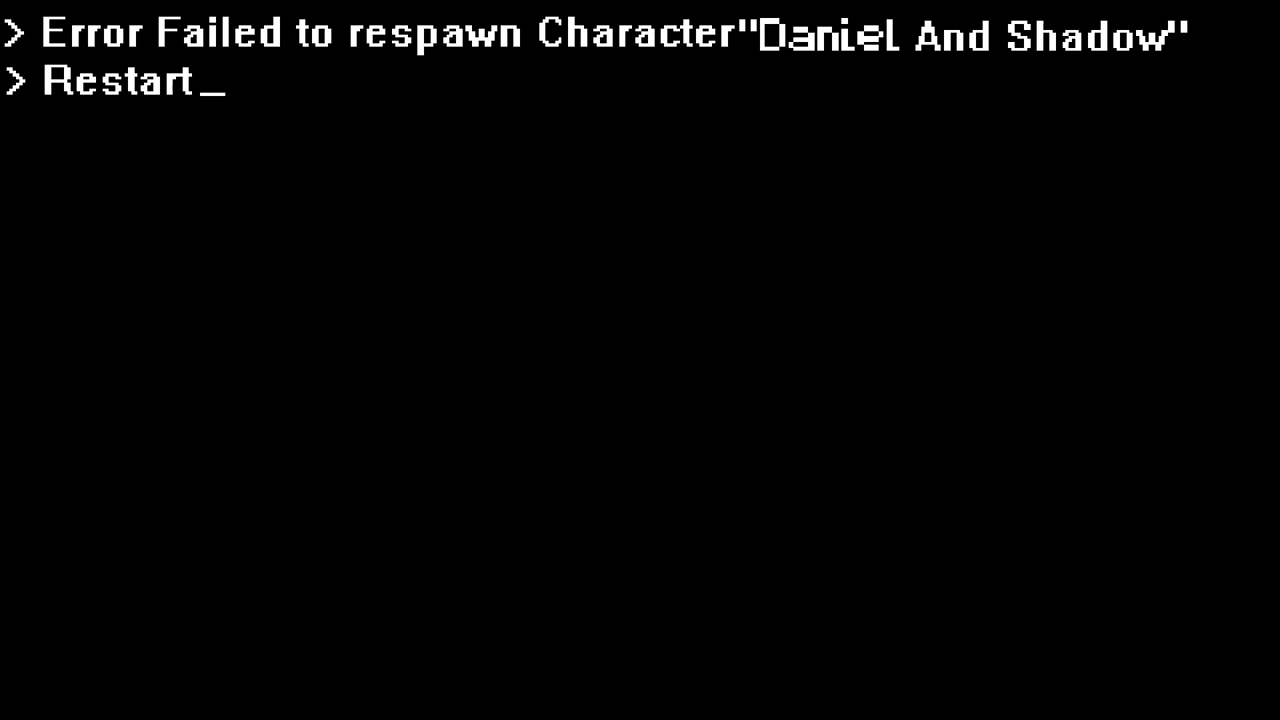 > Error Failed to respawn Character"Daniel And Shadow"
> Restart_